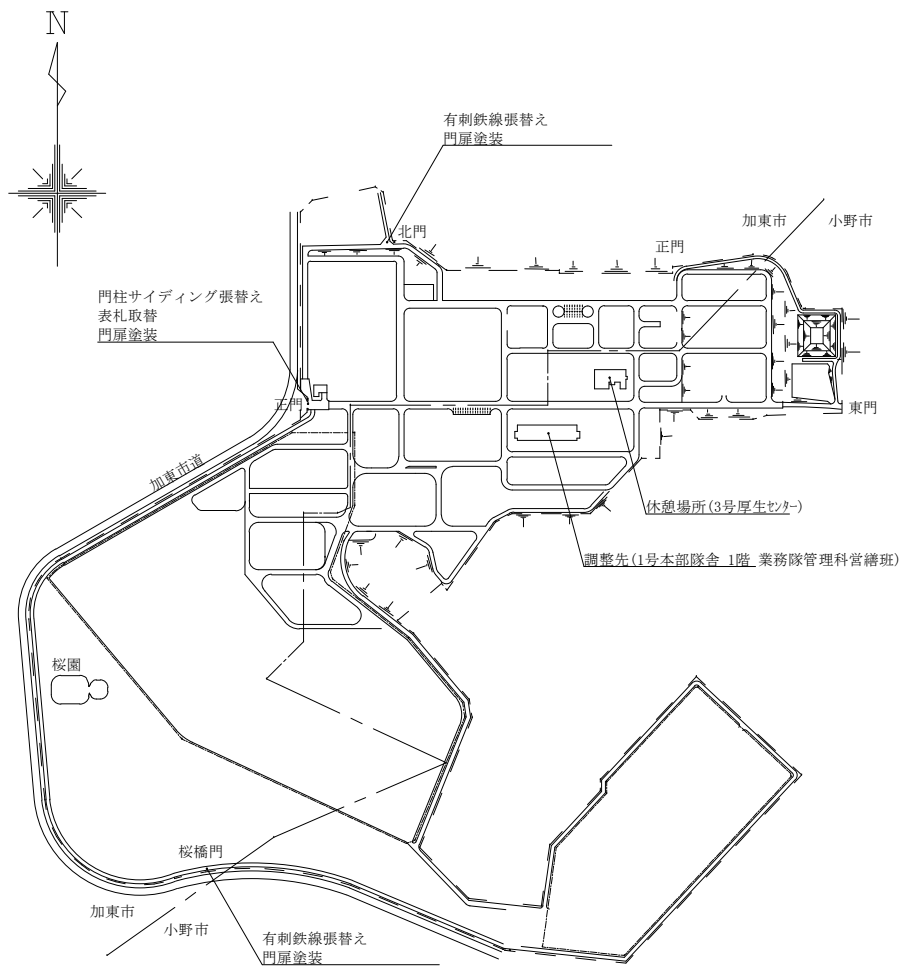 N
有刺鉄線張替え
門扉塗装
加東市
小野市
北門
正門
門柱サイディング張替え
表札取替
門扉塗装
正門
東門
加東市道
休憩場所(3号厚生ｾﾝﾀｰ)
調整先(1号本部隊舎 1階 業務隊管理科営繕班)
桜園
桜橋門
加東市
小野市
有刺鉄線張替え
門扉塗装